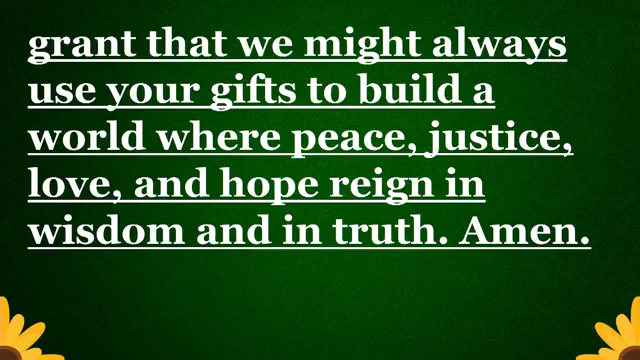 grant that we might always
use your gifts to build a
world where peace, justice,
love, and hope reign in
wisdom and in truth. Amen.